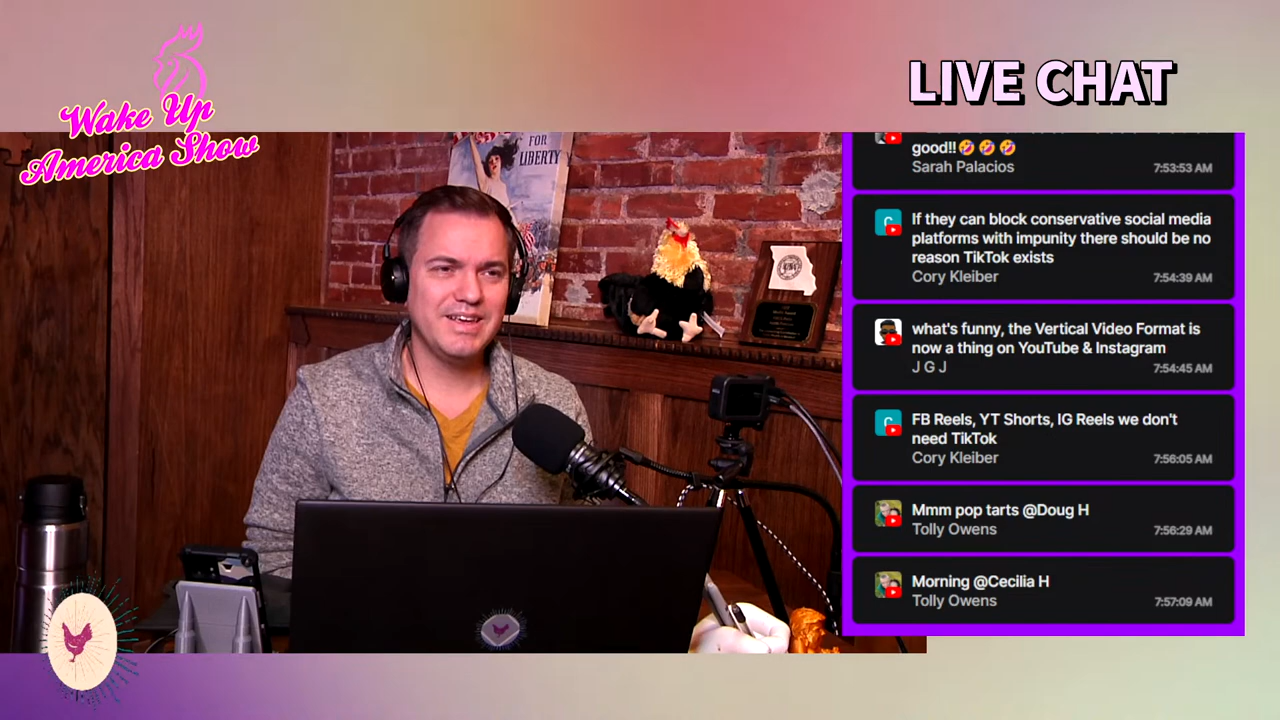 Wake Up
America Show
LIVE CHAT
FOR
LIBERTY
good!!🤣🤣🤣
Sarah Palacios
7:53:53 AM
If they can block conservative social media
platforms with impunity there should be no
reason TikTok exists
Cory Kleiber
7:54:39 AM
what's funny, the Vertical Video Format is
now a thing on YouTube & Instagram
J G J
7:54:45 AM
FB Reels, YT Shorts, IG Reels we don't
need TikTok
Cory Kleiber
7:56:05 AM
Mmm pop tarts @Doug H
Tolly Owens
7:56:29 AM
Morning @Cecilia H
Tolly Owens
7:57:09 AM